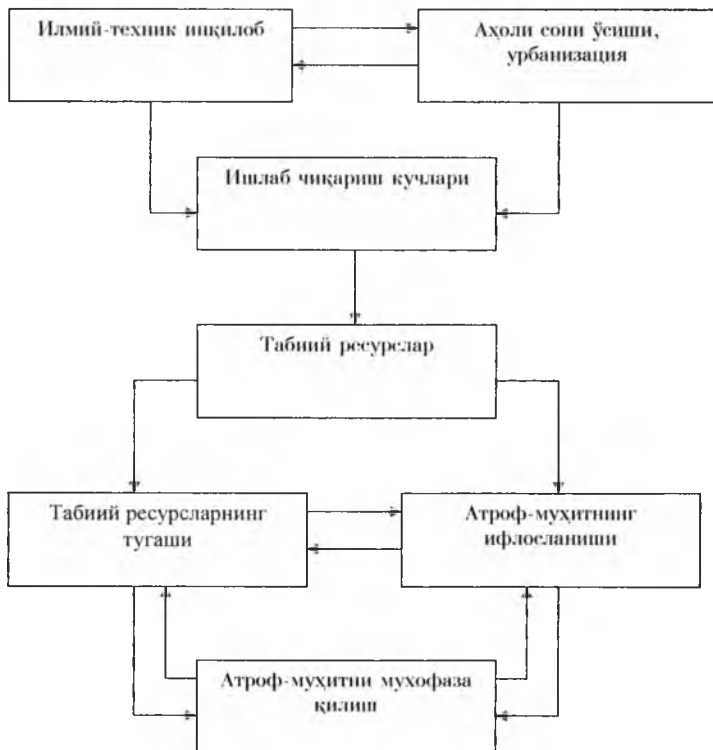 Илмий-техник инқилоб
Аҳоли сони ўсиши,
урбанизация
Ишлаб чиқариш кучлари
Табиий ресурслар
Табиий ресурсларнинг
тугаши
Атроф-муҳитнинг
ифлосланиши
Атроф-муҳитни мухофаза
қилиш